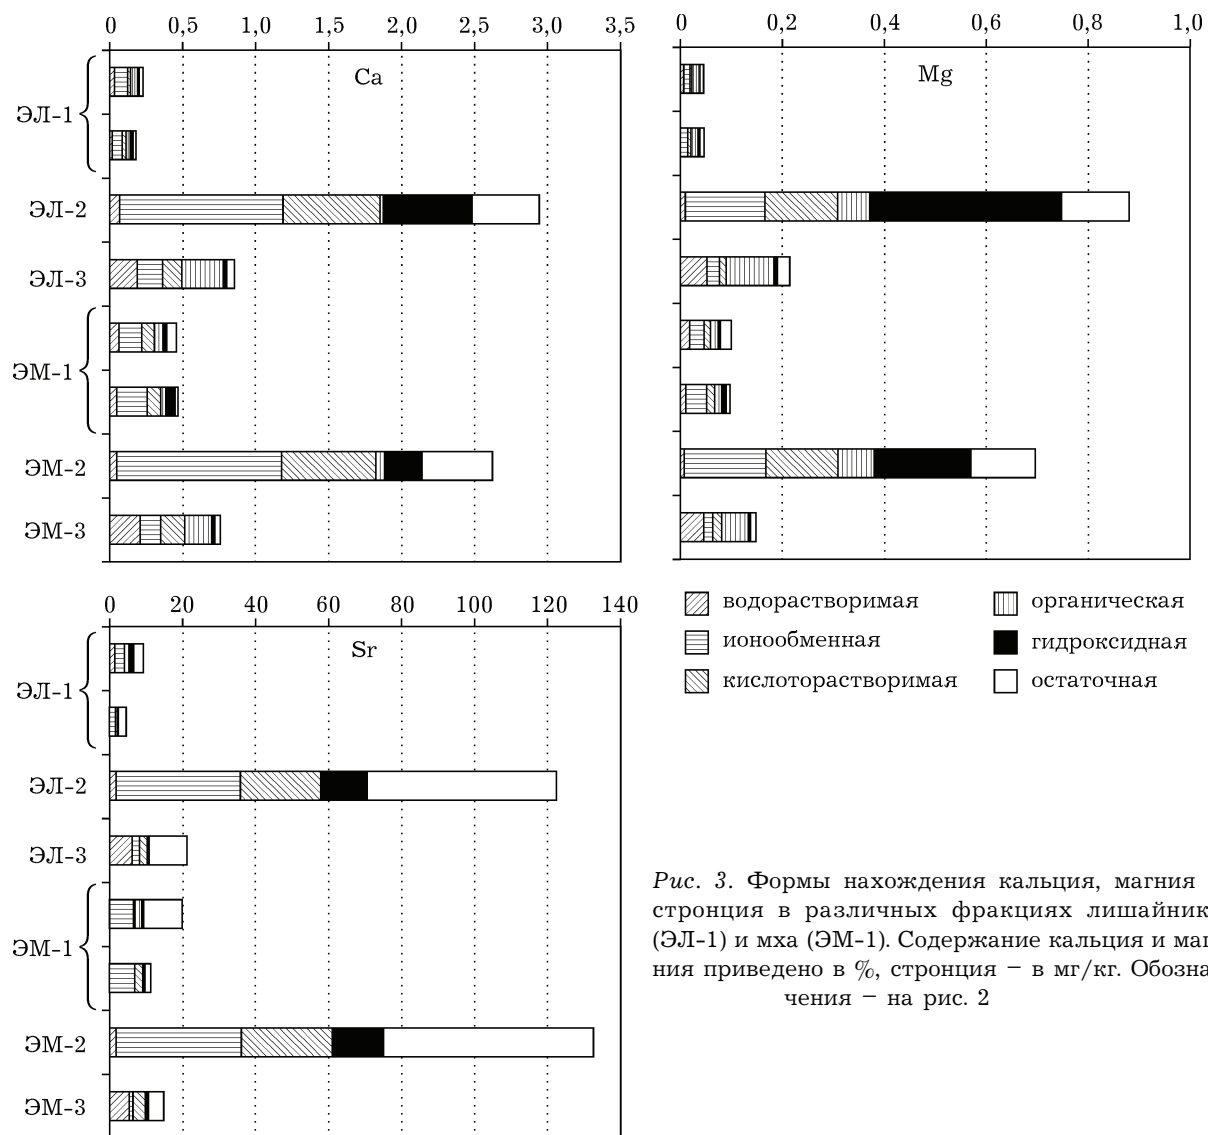 0 0,5 1,0 1,5 2,0 2,5 3,0 3,5
Ca
ЭЛ-1
ЭЛ-2
ЭЛ-3
ЭМ-1
ЭМ-2
ЭМ-3
0 0,2 0,4 0,6 0,8 1,0
Mg
0 20 40 60 80 100 120 140
Sr
ЭЛ-1
ЭЛ-2
ЭЛ-3
ЭМ-1
ЭМ-2
ЭМ-3
водорастворимая
ионообменная
кислоторастворимая
органическая
гидроксидная
остаточная
Рис. 3. Формы нахождения кальция, магния
стронция в различных фракциях лишайник
(ЭЛ-1) и мха (ЭМ-1). Содержание кальция и маг
ния приведено в %, стронция – в мг/кг. Обозна
чения – на рис. 2